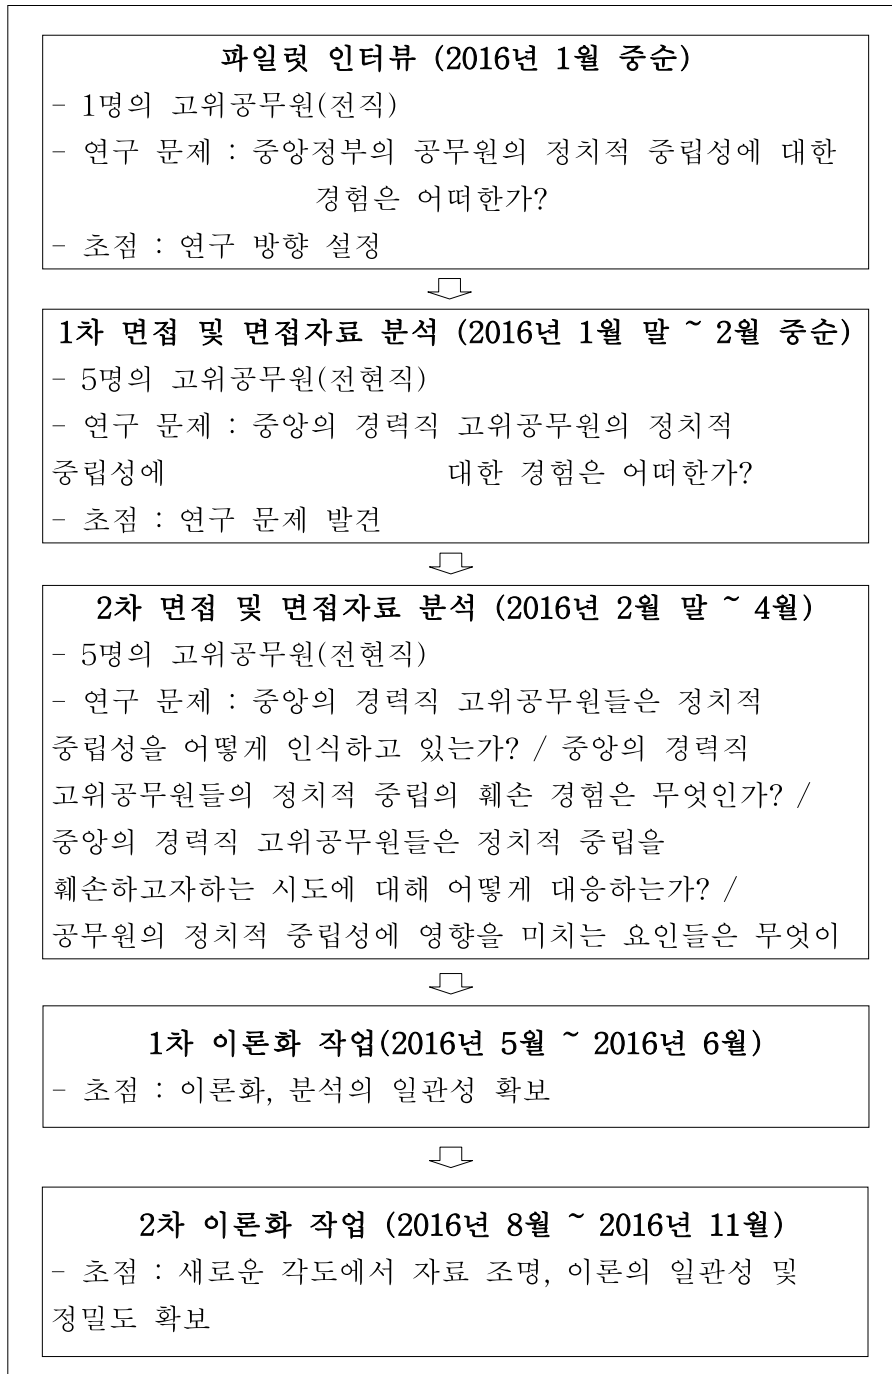 파일럿 인터뷰 (2016년 1월 중순)
- 1명의 고위공무원(전직)
- 연구 문제 : 중앙정부의 공무원의 정치적 중립성에 대한
경험은 어떠한가?
- 초점 : 연구 방향 설정
1차 면접 및 면접자료 분석 (2016년 1월 말 ~ 2월 중순)
- 5명의 고위공무원(전현직)
- 연구 문제 : 중앙의 경력직 고위공무원의 정치적
중립성에 대한 경험은 어떠한가?
- 초점 : 연구 문제 발견
2차 면접 및 면접자료 분석 (2016년 2월 말 ~ 4월)
- 5명의 고위공무원(전현직)
- 연구 문제 : 중앙의 경력직 고위공무원들은 정치적
중립성을 어떻게 인식하고 있는가? / 중앙의 경력직
고위공무원들의 정치적 중립의 훼손 경험은 무엇인가? /
중앙의 경력직 고위공무원들은 정치적 중립을
훼손하고자하는 시도에 대해 어떻게 대응하는가? /
공무원의 정치적 중립성에 영향을 미치는 요인들은 무엇이
1차 이론화 작업(2016년 5월 ~ 2016년 6월)
- 초점 : 이론화, 분석의 일관성 확보
2차 이론화 작업 (2016년 8월 ~ 2016년 11월)
- 초점 : 새로운 각도에서 자료 조명, 이론의 일관성 및
정밀도 확보